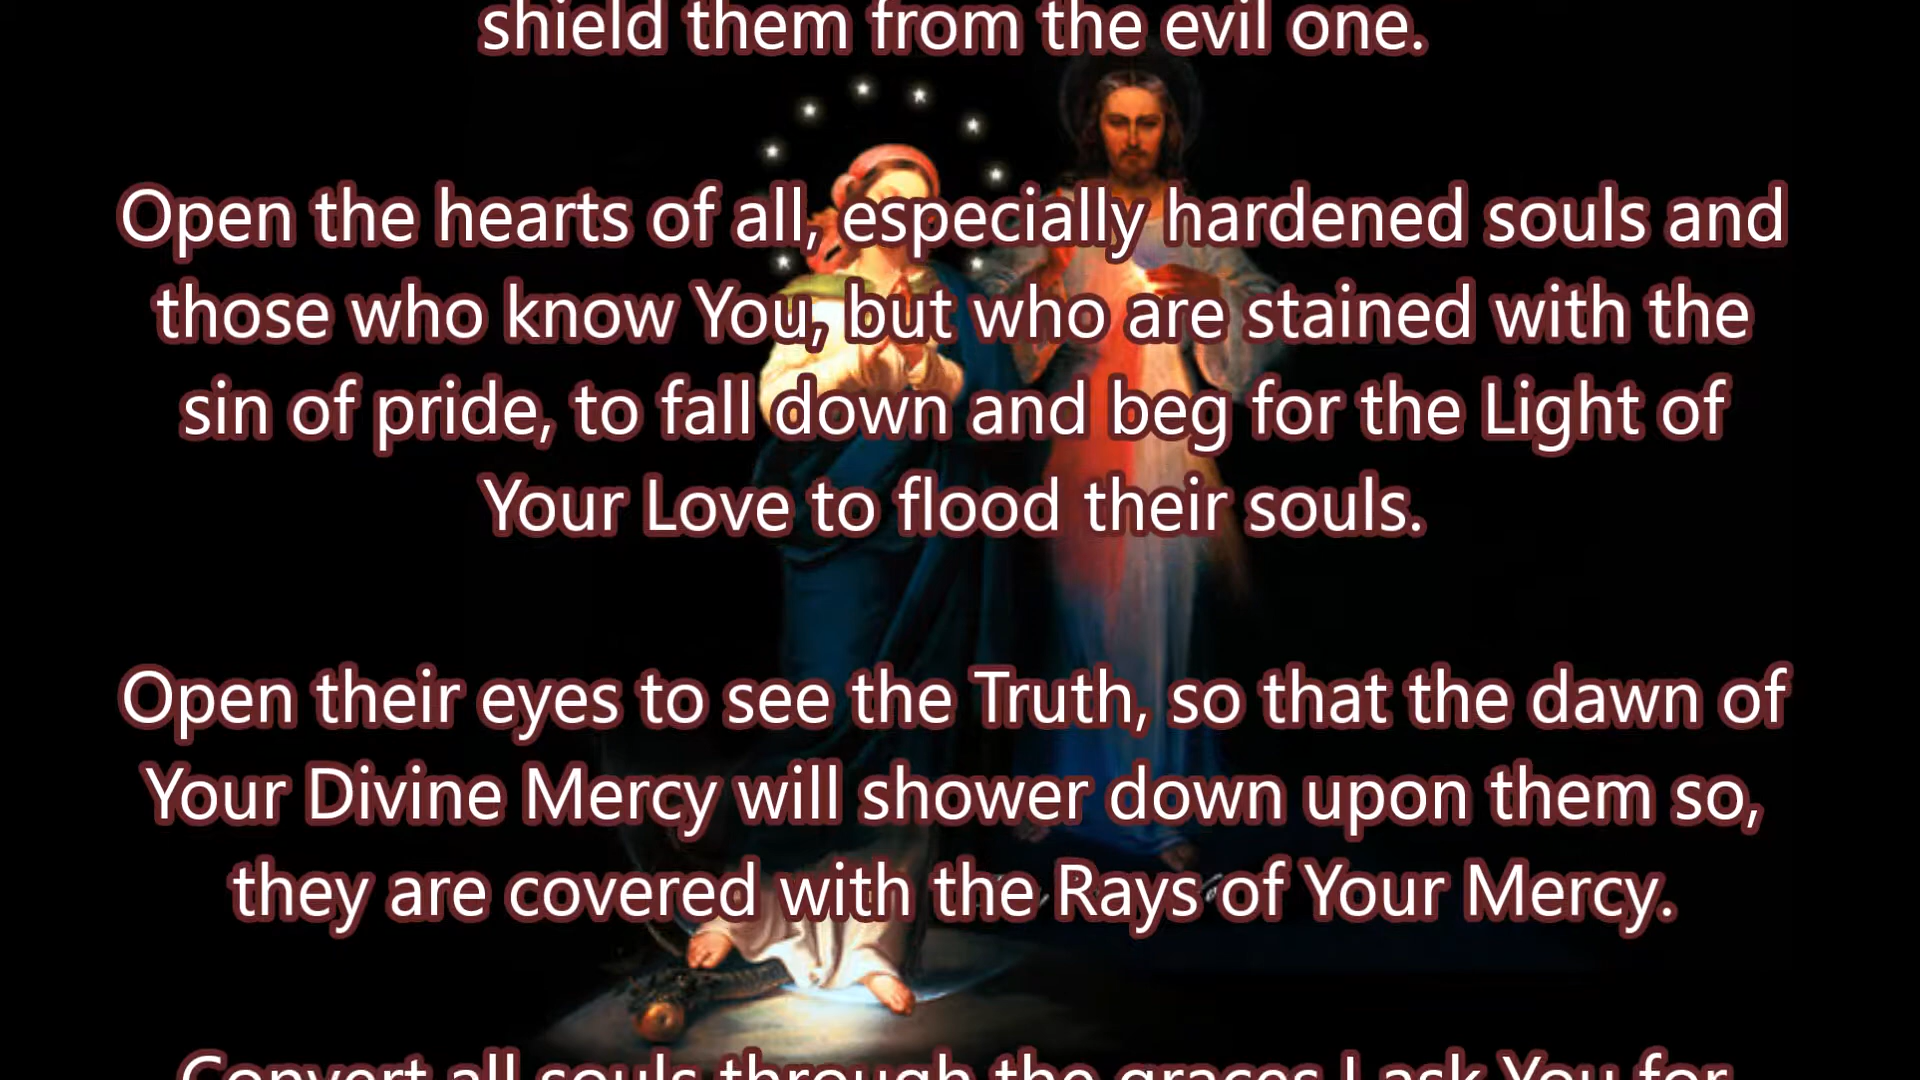 shield them from the evil one.
Open the hearts of all, especially hardened souls and
those who know You, but who are stained with the
sin of pride, to fall down and beg for the Light of
Your Love to flood their souls.
Open their eyes to see the Truth, so that the dawn of
Your Divine Mercy will shower down upon them so,
they are covered with the Rays of Your Mercy.
Convert all souls through the graces I ask You for